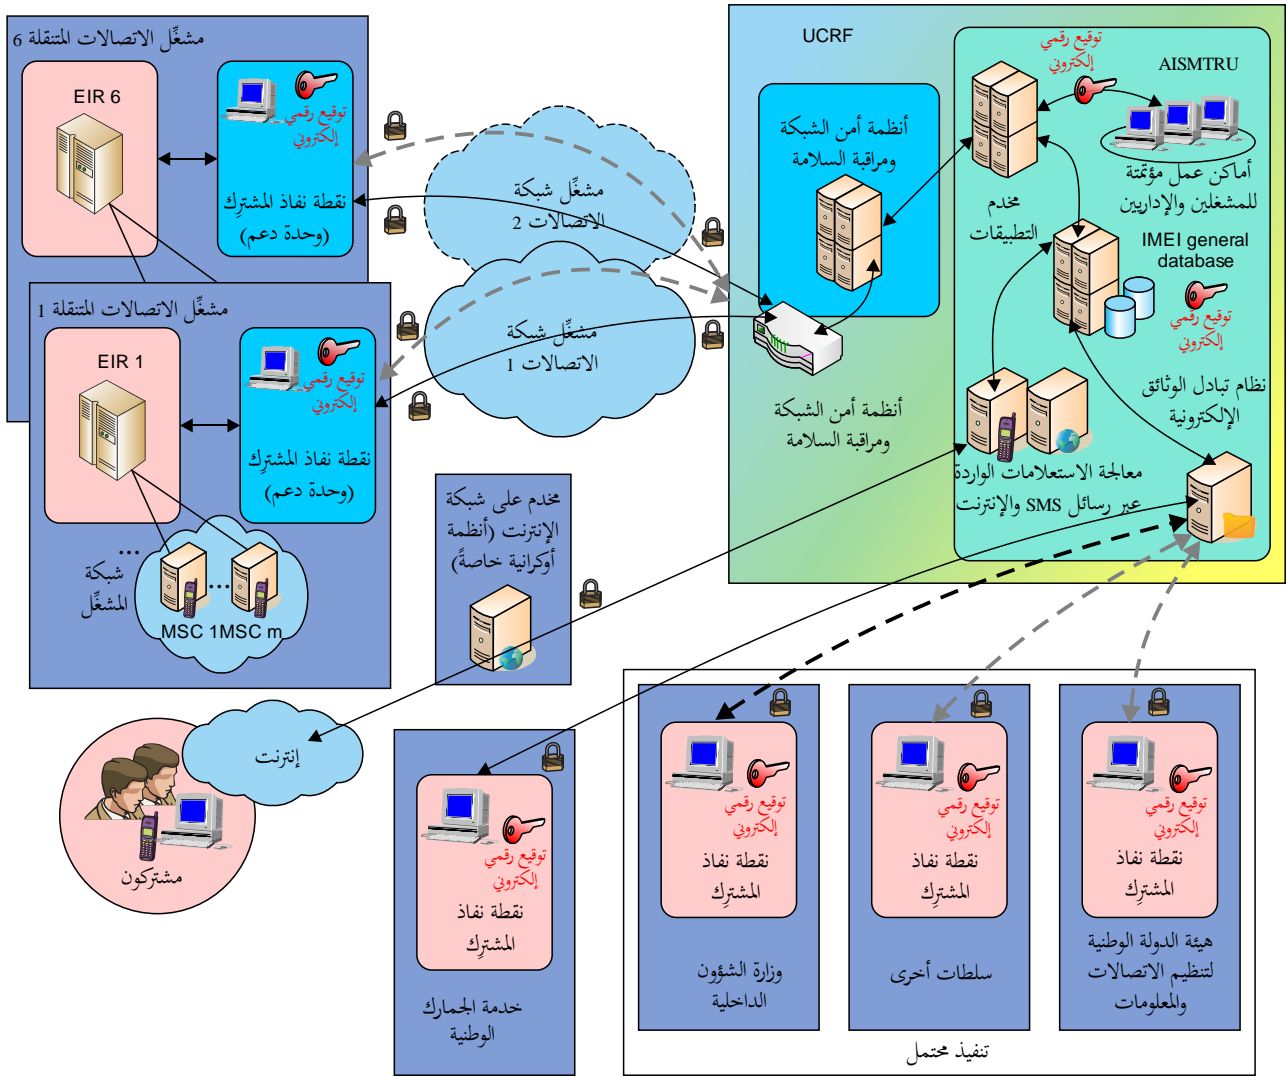 مشغِّل الاتصالات المتنقلة 6
EIR 6
توقيع رقمي
إلكتروني
نقطة نفاذ المشترِك
(وحدة دعم)
مشغِّل الاتصالات المتنقلة 1
EIR 1
توقيع رقمي
إلكتروني
نقطة نفاذ المشترِك
(وحدة دعم)
...
شبكة
المشغِّل
...
MSC 1
MSC m
مشغِّل شبكة
الاتصالات 2
مشغِّل شبكة
الاتصالات 1
UCRF
أنظمة أمن الشبكة
ومراقبة السلامة
أنظمة أمن الشبكة
ومراقبة السلامة
توقيع رقمي
إلكتروني
AISMTRU
أماكن عمل مؤتمتة
للمشغلين والإداريين
مخدم
التطبيقات
IMEI general
database
توقيع رقمي
إلكتروني
نظام تبادل الوثائق
الإلكترونية
معالجة الاستعلامات الواردة
عبر رسائل SMS والإنترنت
مخدم على شبكة
الإنترنت (أنظمة
أوكرانية خاصةً)
إنترنت
مشتركون
توقيع رقمي
إلكتروني
نقطة نفاذ
المشترِك
خدمة الجمارك
الوطنية
توقيع رقمي
إلكتروني
نقطة نفاذ
المشترِك
وزارة الشؤون
الداخلية
توقيع رقمي
إلكتروني
نقطة نفاذ
المشترِك
سلطات أخرى
توقيع رقمي
إلكتروني
نقطة نفاذ
المشترِك
هيئة الدولة الوطنية
لتنظيم الاتصالات
والمعلومات
تنفيذ محتمل